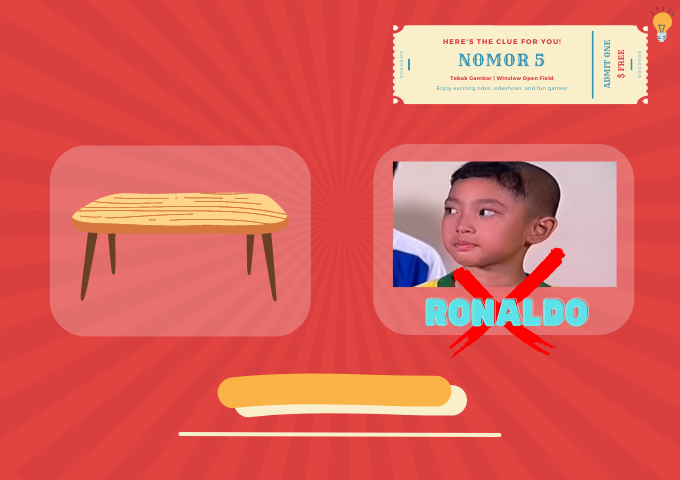 HERE'S THE CLUE FOR YOU!
NOMOR 5
Tebak Gambar | Winslow Open Field
Enjoy exciting rides, sideshows, and fun games!
ADMIT ONE
$ FREE
RONALDO